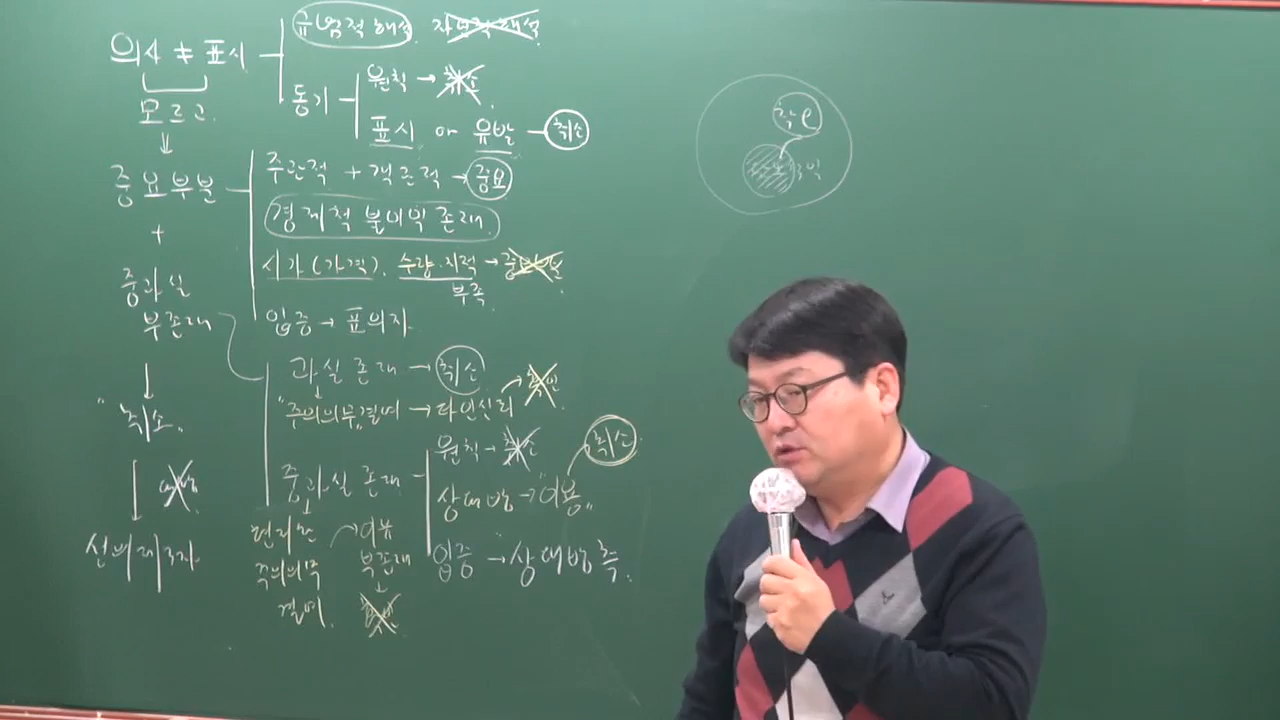 의사 ≠ 표시
모르고
중요부분
+
중과실
부존재
"취소"
선의제3자
규범적 해석 자연적 해석
동기
원칙 → 취소
표시 or 유발 - 취소
주관적 + 객관적 → 중요
경제적 불이익 존재
시가(가격), 수량·지적 → 중요부분
부족
입증 → 표의자
과실 존재 → 취소
"주의의무" 결여 → 타인신뢰
중과실 존재
원칙 → 취소
상대방 → "이용" 취소
입증 → 상대방 측
현저한
주의의무
결여
이유
부존재
착오